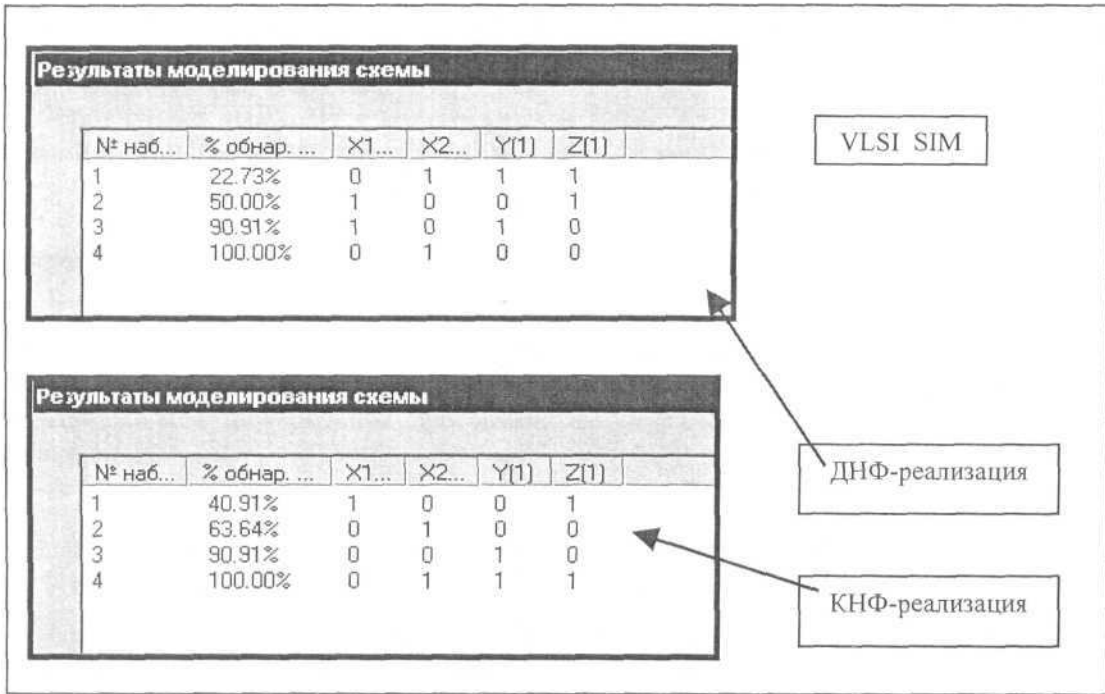 Результаты моделирования схемы
№ наб... % обнар. ... X1... X2... Y(1) Z(1)
1 22.73% 0 1 1 1
2 50.00% 1 0 0 1
3 90.91% 1 0 1 0
4 100.00% 0 1 0 0
VLSI SIM
ДНФ-реализация
Результаты моделирования схемы
№ наб... % обнар. ... X1... X2... Y(1) Z(1)
1 40.91% 1 0 0 1
2 63.64% 0 1 0 0
3 90.91% 0 0 1 0
4 100.00% 0 1 1 1
КНФ-реализация